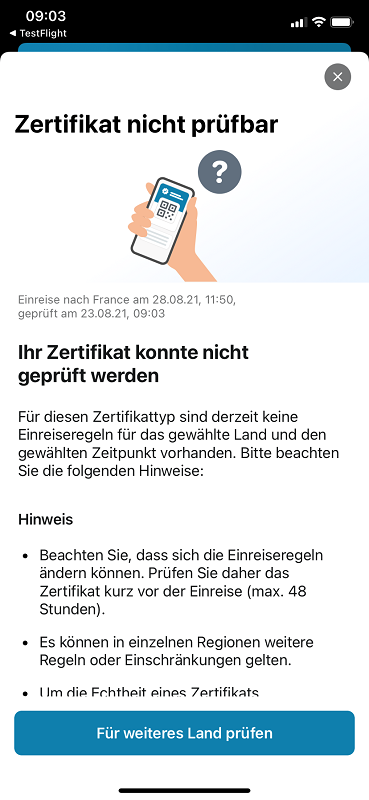 09:03
◀ TestFlight
Zertifikat nicht prüfbar
?
Einreise nach France am 28.08.21, 11:50,
geprüft am 23.08.21, 09:03
Ihr Zertifikat konnte nicht
geprüft werden
Für diesen Zertifikattyp sind derzeit keine
Einreiseregeln für das gewählte Land und den
gewählten Zeitpunkt vorhanden. Bitte beachten
Sie die folgenden Hinweise:
Hinweis
• Beachten Sie, dass sich die Einreiseregeln
ändern können. Prüfen Sie daher das
Zertifikat kurz vor der Einreise (max. 48
Stunden).
• Es können in einzelnen Regionen weitere
Regeln oder Einschränkungen gelten.
• Um die Echtheit eines Zertifikats
Für weiteres Land prüfen